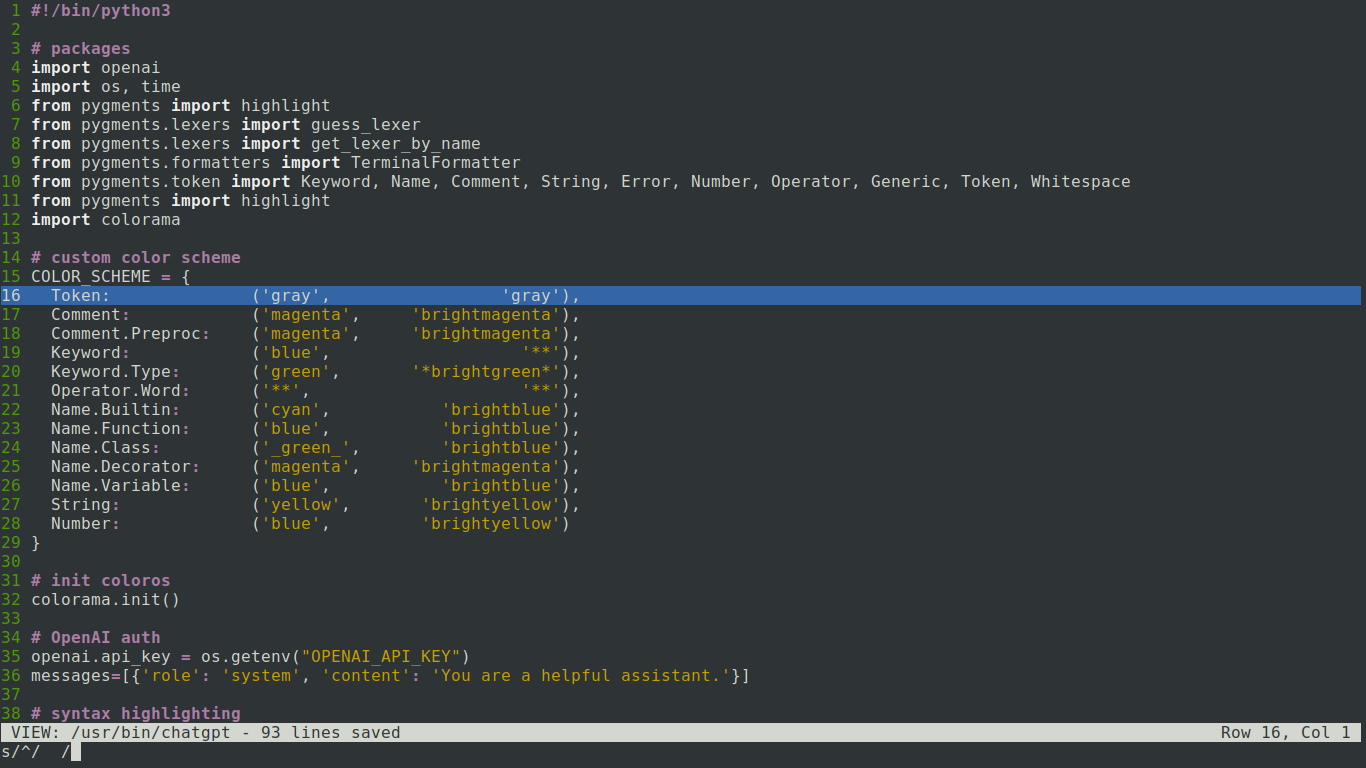 1 #!/bin/python3
2
3 # packages
4 import openai
5 import os, time
6 from pygments import highlight
7 from pygments.lexers import guess_lexer
8 from pygments.lexers import get_lexer_by_name
9 from pygments.formatters import TerminalFormatter
10 from pygments.token import Keyword, Name, Comment, String, Error, Number, Operator, Generic, Token, Whitespace
11 from pygments import highlight
12 import colorama
13
14 # custom color scheme
15 COLOR_SCHEME = {
16   Token:              ('gray',                 'gray'),
17   Comment:            ('magenta',     'brightmagenta'),
18   Comment.Preproc:    ('magenta',     'brightmagenta'),
19   Keyword:            ('blue',                   '**'),
20   Keyword.Type:       ('green',       '*brightgreen*'),
21   Operator.Word:      ('**',                     '**'),
22   Name.Builtin:       ('cyan',           'brightblue'),
23   Name.Function:      ('blue',           'brightblue'),
24   Name.Class:         ('_green_',        'brightblue'),
25   Name.Decorator:     ('magenta',     'brightmagenta'),
26   Name.Variable:      ('blue',           'brightblue'),
27   String:             ('yellow',       'brightyellow'),
28   Number:             ('blue',         'brightyellow')
29 }
30
31 # init coloros
32 colorama.init()
33
34 # OpenAI auth
35 openai.api_key = os.getenv("OPENAI_API_KEY")
36 messages=[{'role': 'system', 'content': 'You are a helpful assistant.'}]
37
38 # syntax highlighting
VIEW: /usr/bin/chatgpt - 93 lines saved Row 16, Col 1
s/^/  /